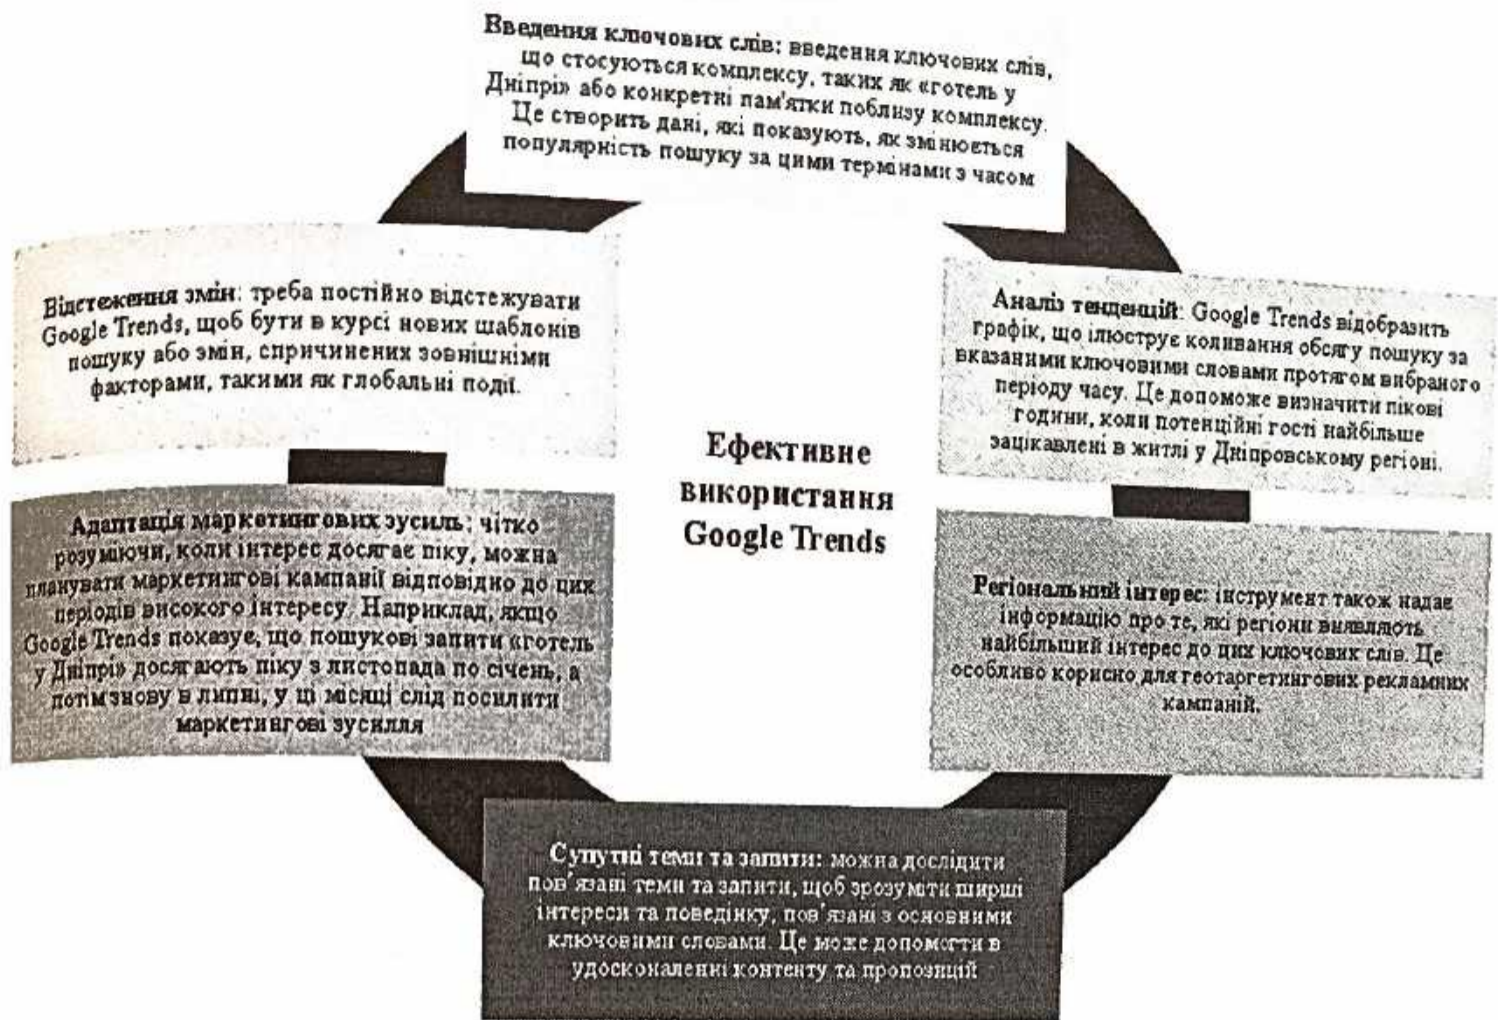 Введення ключових слів: введення ключових слів,
що стосуються комплексу, таких як «готель у
Дніпрі» або конкретні пам'ятки поблизу комплексу.
Це створить дані, які показують, як змінюється
популярність пошуку за цими термінами з часом
Аналіз тенденцій: Google Trends відобразить
графік, що ілюструє коливання обсягу пошуку за
вказаними ключовими словами протягом вибраного
періоду часу. Це допоможе визначити пікові
години, коли потенційні гості найбільше
зацікавлені в житлі у Дніпровському регіоні.
Регіональний інтерес: інструмент також надає
інформацію про те, які регіони виявляють
найбільший інтерес до цих ключових слів. Це
особливо корисно для геотаргетингових рекламних
кампаній.
Супутні теми та запити: можна дослідити
пов'язані теми та запити, щоб зрозуміти ширші
інтереси та поведінку, пов'язані з основними
ключовими словами. Це може допомогти в
удосконаленні контенту та пропозицій
Адаптація маркетингових зусиль: чітко
розуміючи, коли інтерес досягає піку, можна
планувати маркетингові кампанії відповідно до цих
періодів високого інтересу. Наприклад, якщо
Google Trends показує, що пошукові запити «готель
у Дніпрі» досягають піку з листопада по січень, а
потім знову в липні, у ці місяці слід посилити
маркетингові зусилля
Відстеження змін: треба постійно відстежувати
Google Trends, щоб бути в курсі нових шаблонів
пошуку або змін, спричинених зовнішніми
факторами, такими як глобальні події.
Ефективне
використання
Google Trends